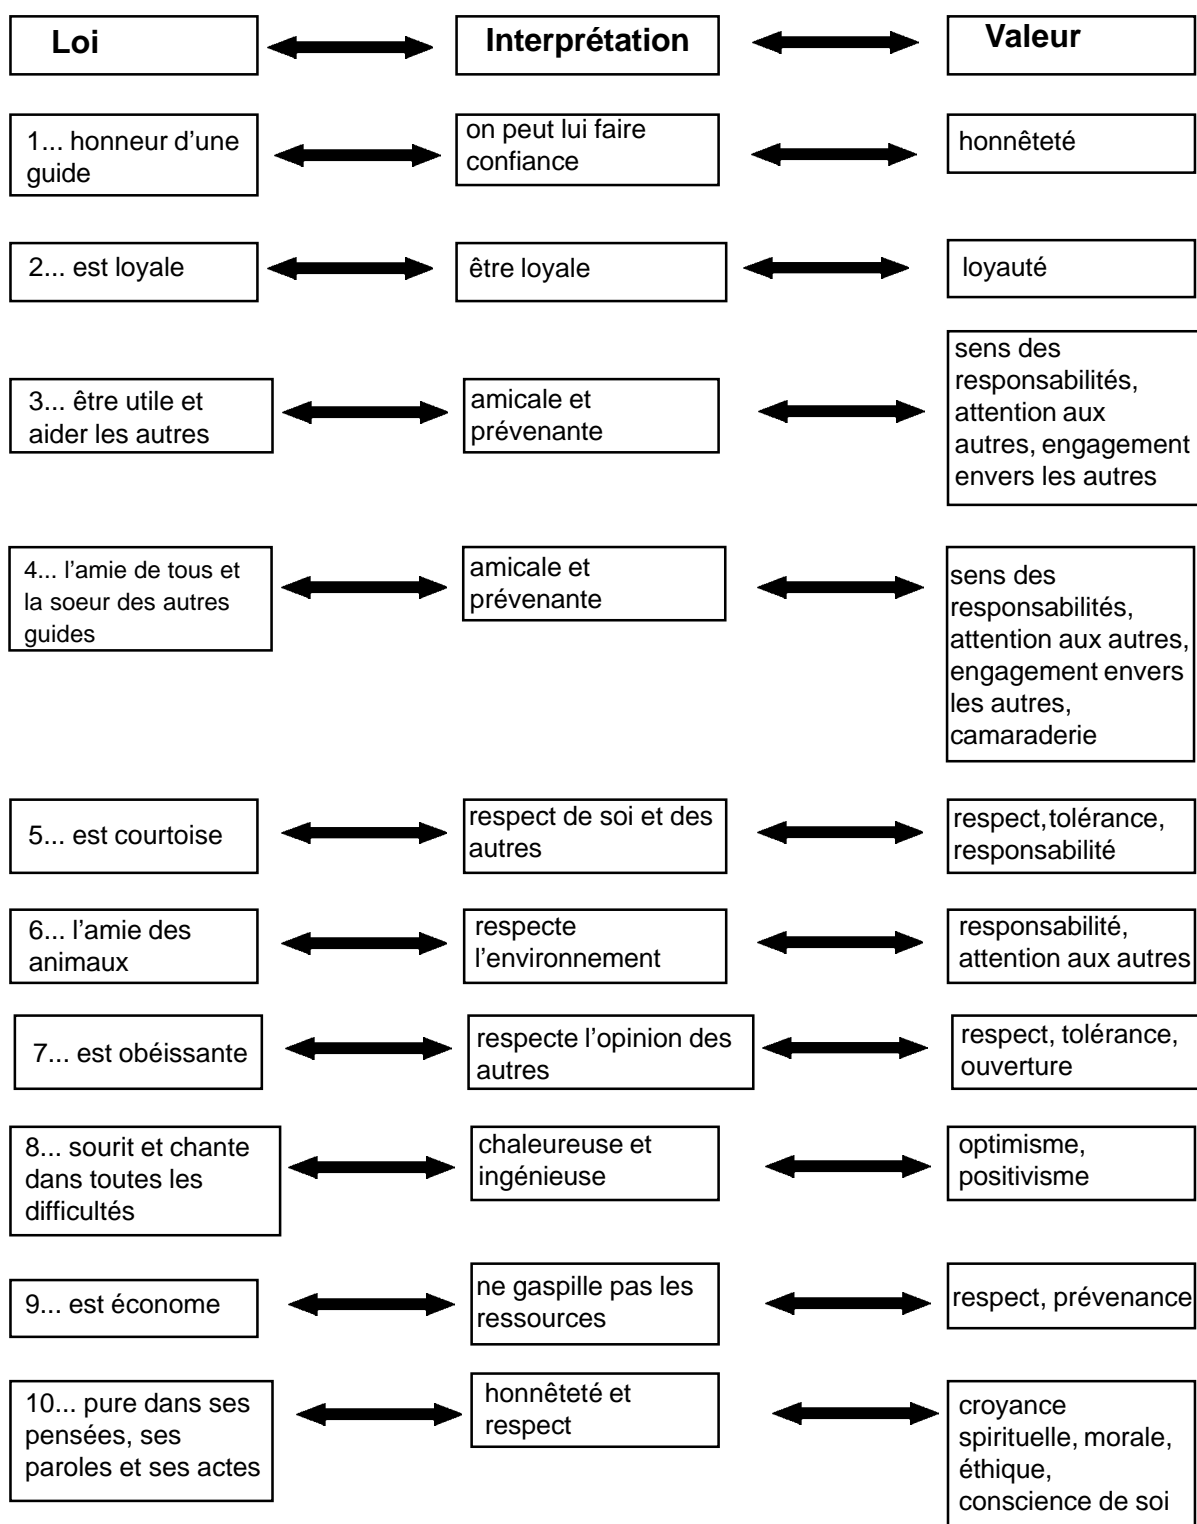 Loi
Interprétation
Valeur
1... honneur d’une
guide
on peut lui faire
confiance
honnêteté
2... est loyale
être loyale
loyauté
3... être utile et
aider les autres
amicale et
prévenante
sens des
responsabilités,
attention aux
autres, engagement
envers les autres
4... l’amie de tous et
la soeur des autres
guides
amicale et
prévenante
sens des
responsabilités,
attention aux autres,
engagement envers
les autres,
camaraderie
5... est courtoise
respect de soi et des
autres
respect,tolérance,
responsabilité
6... l’amie des
animaux
respecte
l’environnement
responsabilité,
attention aux autres
7... est obéissante
respecte l’opinion des
autres
respect, tolérance,
ouverture
8... sourit et chante
dans toutes les
difficultés
chaleureuse et
ingénieuse
optimisme,
positivisme
9... est économe
ne gaspille pas les
ressources
respect, prévenance
10... pure dans ses
pensées, ses
paroles et ses actes
honnêteté et
respect
croyance
spirituelle, morale,
éthique,
conscience de soi